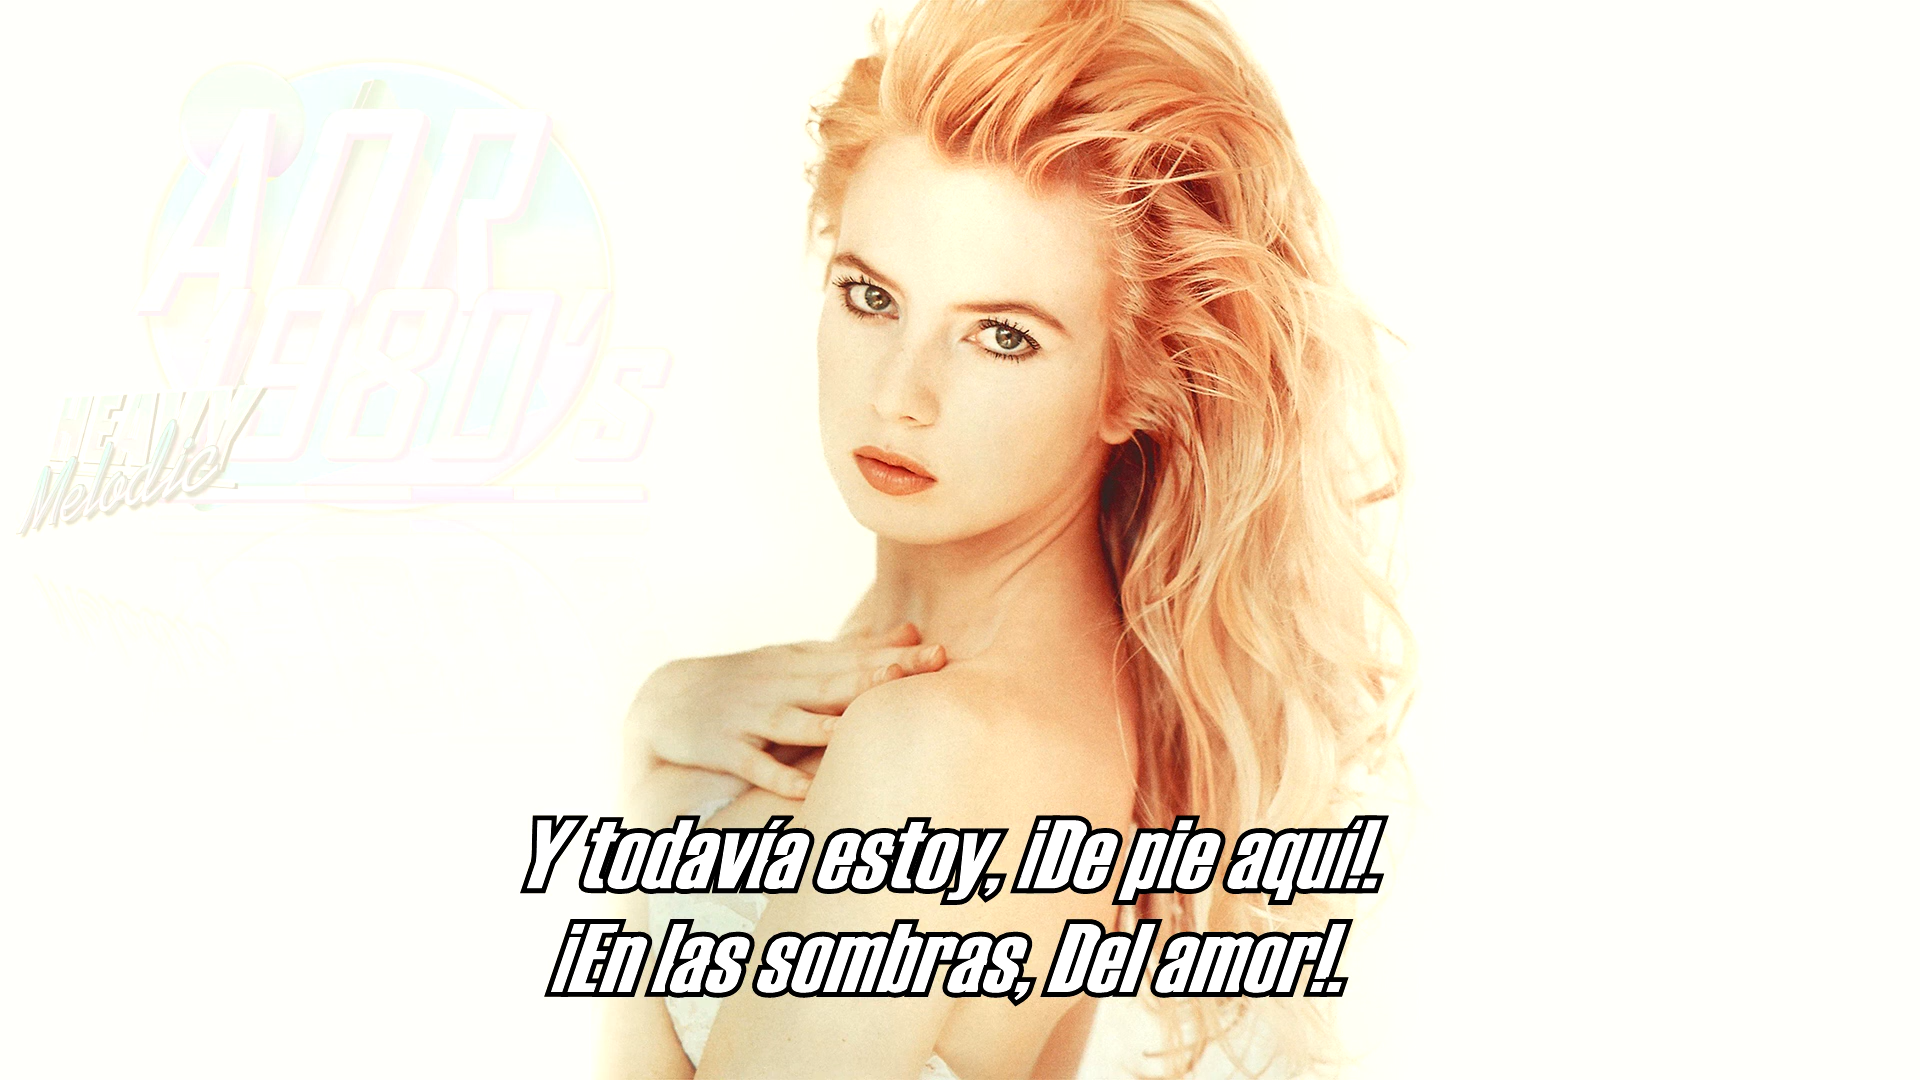 AOR
1980's
HEAVY
Melodic
Y todavía estoy, ¡De pie aquí!.
¡En las sombras, Del amor!.